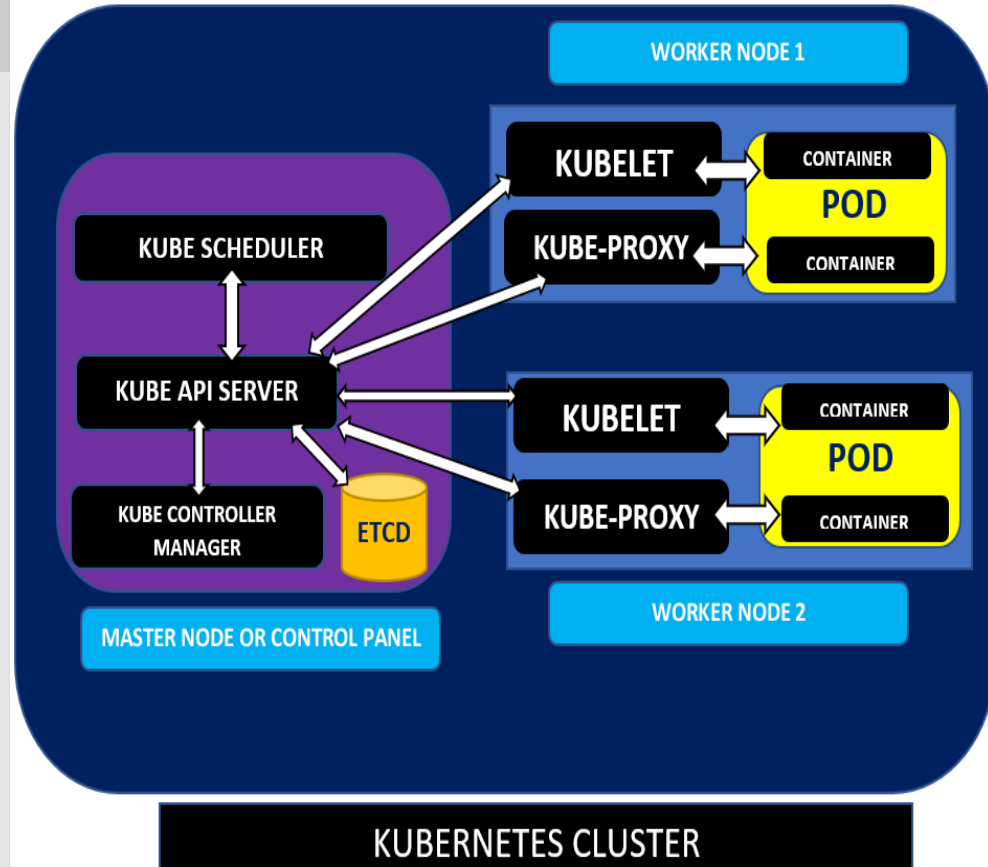 WORKER NODE 1
KUBELET
CONTAINER
POD
KUBE-PROXY
CONTAINER
KUBE SCHEDULER
KUBE API SERVER
KUBE CONTROLLER
MANAGER
ETCD
MASTER NODE OR CONTROL PANEL
KUBELET
CONTAINER
POD
KUBE-PROXY
CONTAINER
WORKER NODE 2
KUBERNETES CLUSTER